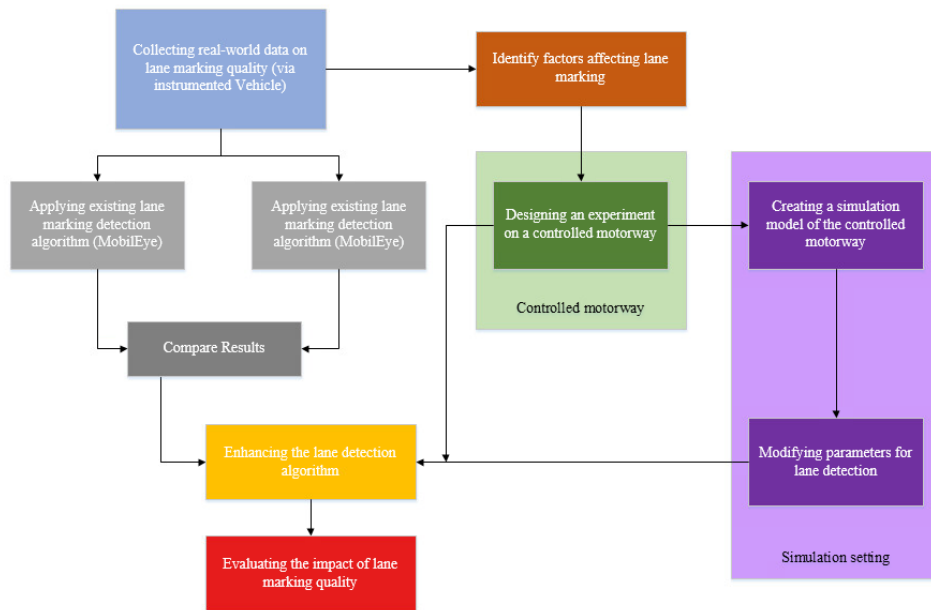 Collecting real-world data on
lane marking quality (via
instrumented Vehicle)
Identify factors affecting lane
marking
Applying existing lane
marking detection
algorithm (MobilEye)
Applying existing lane
marking detection
algorithm (MobilEye)
Designing an experiment
on a controlled motorway
Controlled motorway
Creating a simulation
model of the controlled
motorway
Compare Results
Enhancing the lane detection
algorithm
Modifying parameters for
lane detection
Simulation setting
Evaluating the impact of lane
marking quality